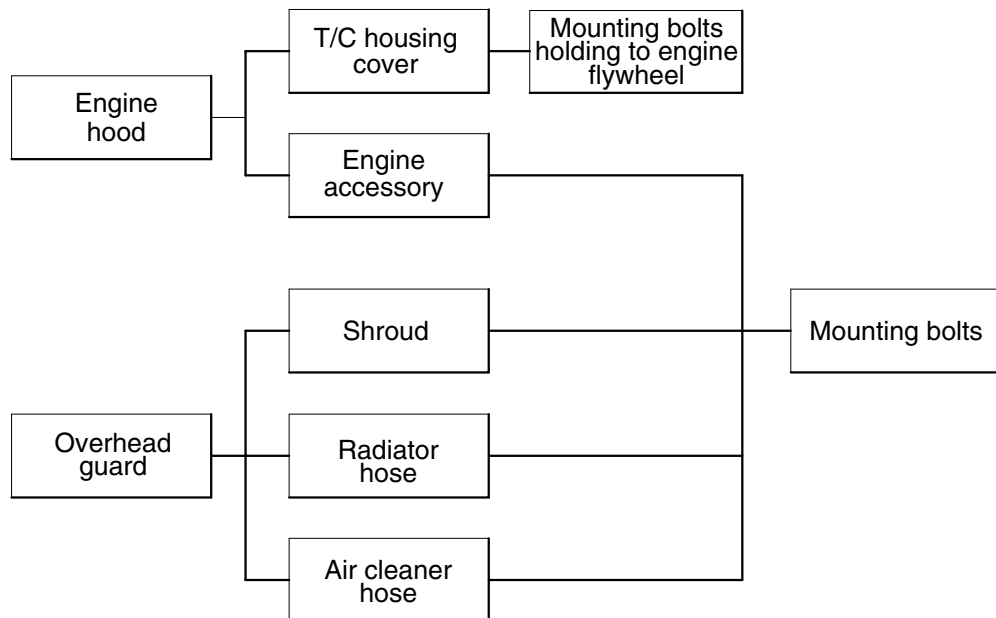 T/C housing
cover
Mounting bolts
holding to engine
flywheel
Engine
hood
Engine
accessory
Shroud
Mounting bolts
Overhead
guard
Radiator
hose
Air cleaner
hose